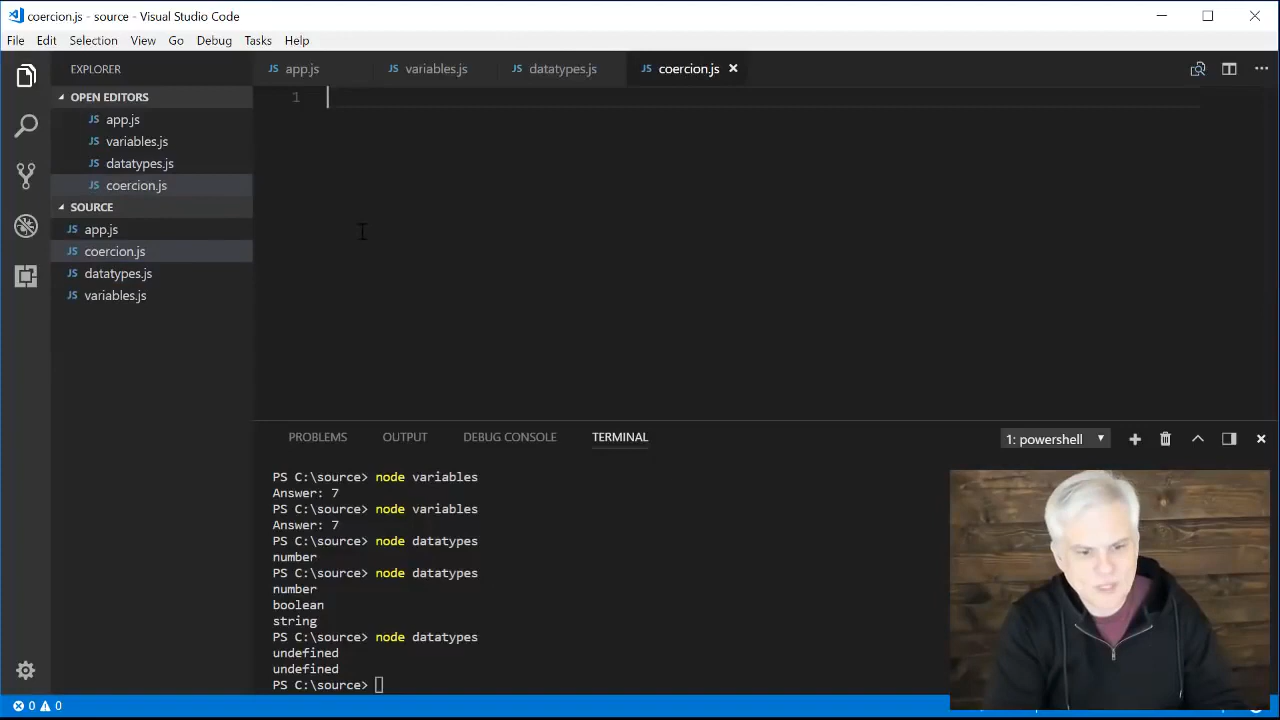 coercion.js - source - Visual Studio Code
File Edit Selection View Go Debug Tasks Help
EXPLORER
app.js variables.js datatypes.js coercion.js
OPEN EDITORS
app.js
variables.js
datatypes.js
coercion.js
SOURCE
app.js
coercion.js
datatypes.js
variables.js
1
PROBLEMS OUTPUT DEBUG CONSOLE TERMINAL
1: powershell
PS C:\source> node variables
Answer: 7
PS C:\source> node variables
Answer: 7
PS C:\source> node datatypes
number
PS C:\source> node datatypes
number
boolean
string
PS C:\source> node datatypes
undefined
undefined
PS C:\source>
0 0